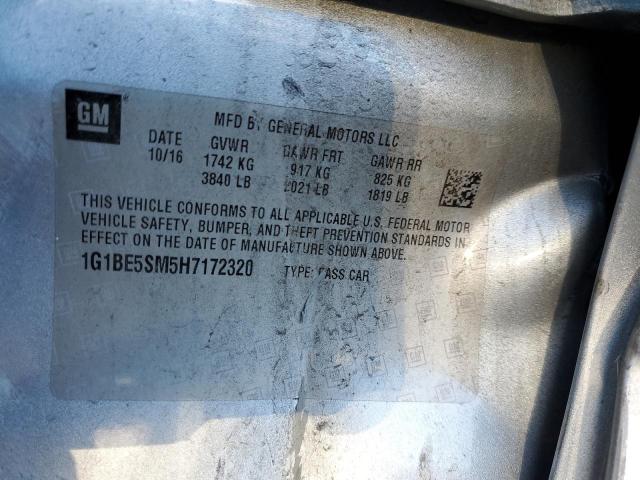 GM
MFD BY GENERAL MOTORS LLC
DATE GVWR GAWR FRT GAWR RR
10/16 1742 KG 917 KG 825 KG
3840 LB 2021 LB 1819 LB
THIS VEHICLE CONFORMS TO ALL APPLICABLE U.S. FEDERAL MOTOR
VEHICLE SAFETY, BUMPER, AND THEFT PREVENTION STANDARDS IN
EFFECT ON THE DATE OF MANUFACTURE SHOWN ABOVE.
1G1BE5SM5H7172320 TYPE: PASS CAR